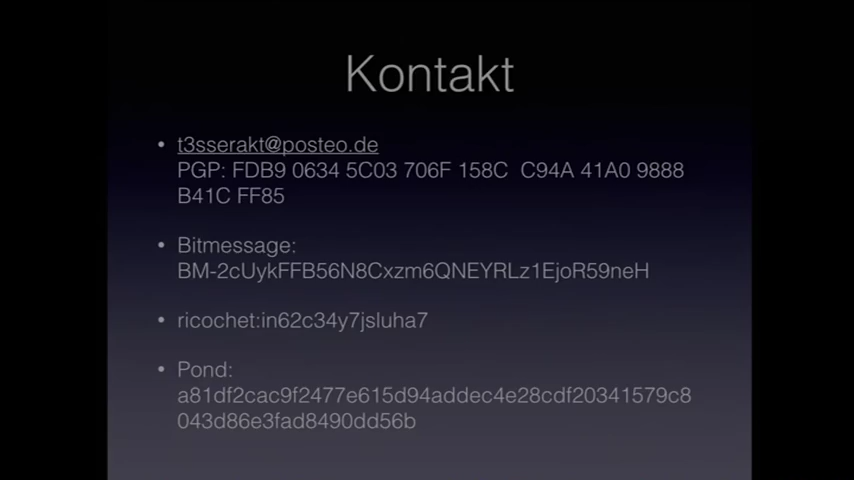 Kontakt
• t3sserakt@posteo.de
PGP: FDB9 0634 5C03 706F 158C C94A 41A0 9888
B41C FF85
• Bitmessage:
BM-2cUykFFB56N8Cxzm6QNEYRLz1EjoR59neH
• ricochet:in62c34y7jsluha7
• Pond:
a81df2cac9f2477e615d94addec4e28cdf20341579c8
043d86e3fad8490dd56b